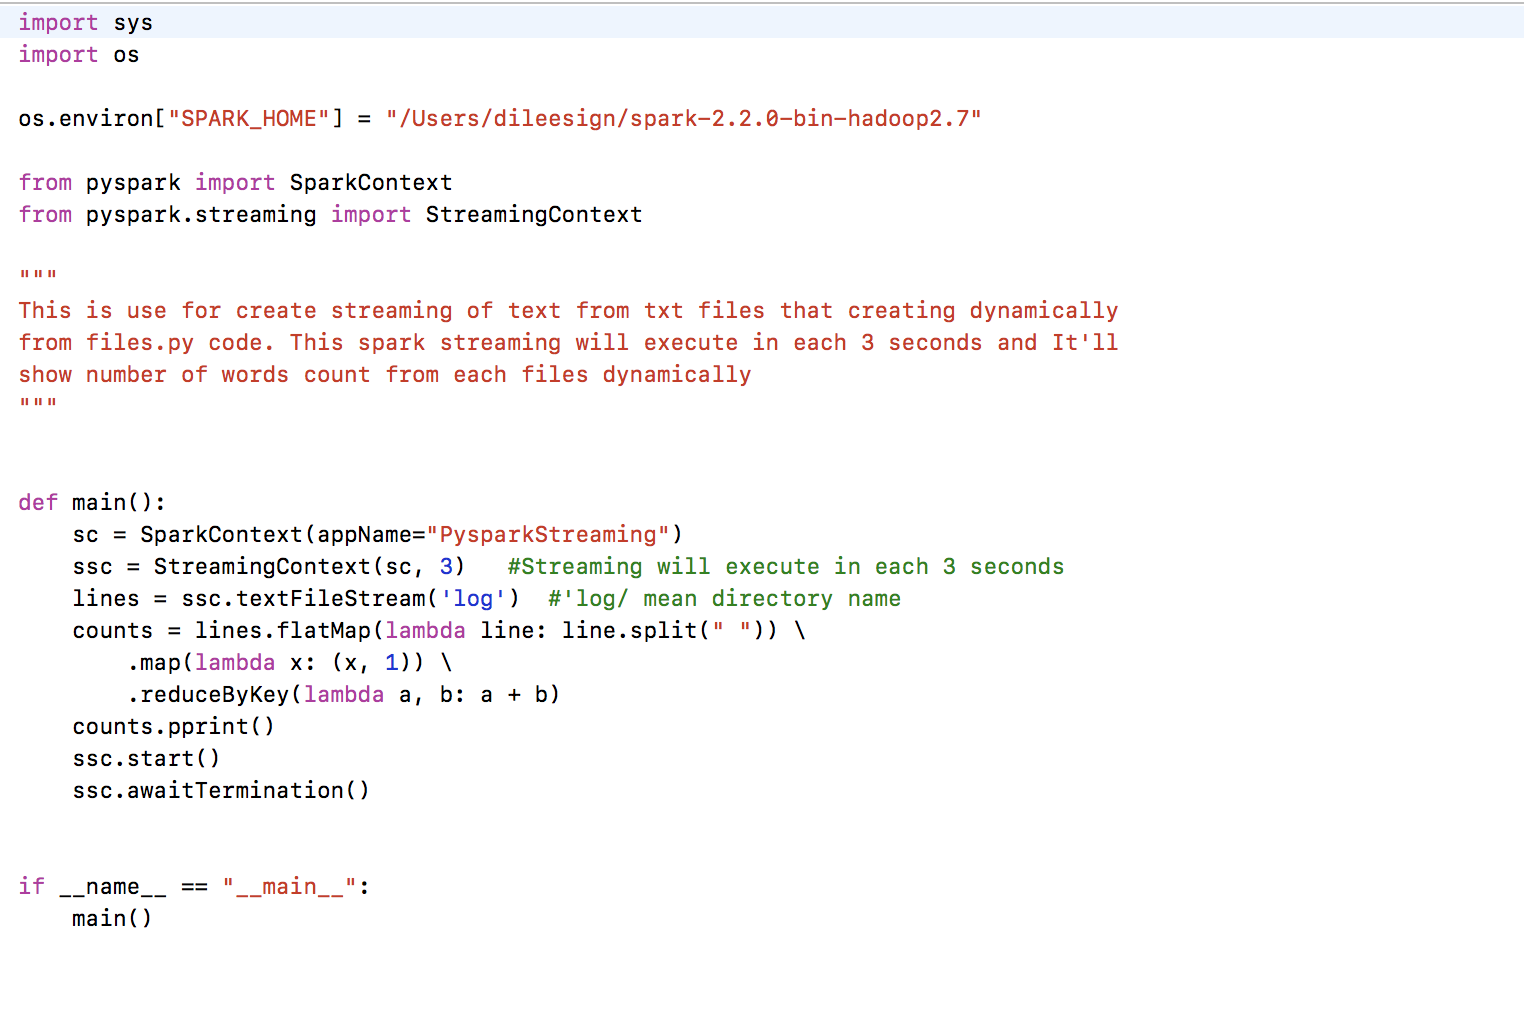 import sys
import os
os.environ["SPARK_HOME"] = "/Users/dileesign/spark-2.2.0-bin-hadoop2.7"
from pyspark import SparkContext
from pyspark.streaming import StreamingContext
"""
This is use for create streaming of text from txt files that creating dynamically
from files.py code. This spark streaming will execute in each 3 seconds and It'll
show number of words count from each files dynamically
"""
def main():
    sc = SparkContext(appName="PysparkStreaming")
    ssc = StreamingContext(sc, 3)   #Streaming will execute in each 3 seconds
    lines = ssc.textFileStream('log')  #'log/ mean directory name
    counts = lines.flatMap(lambda line: line.split(" ")) \
        .map(lambda x: (x, 1)) \
        .reduceByKey(lambda a, b: a + b)
    counts.pprint()
    ssc.start()
    ssc.awaitTermination()
if __name__ == "__main__":
    main()